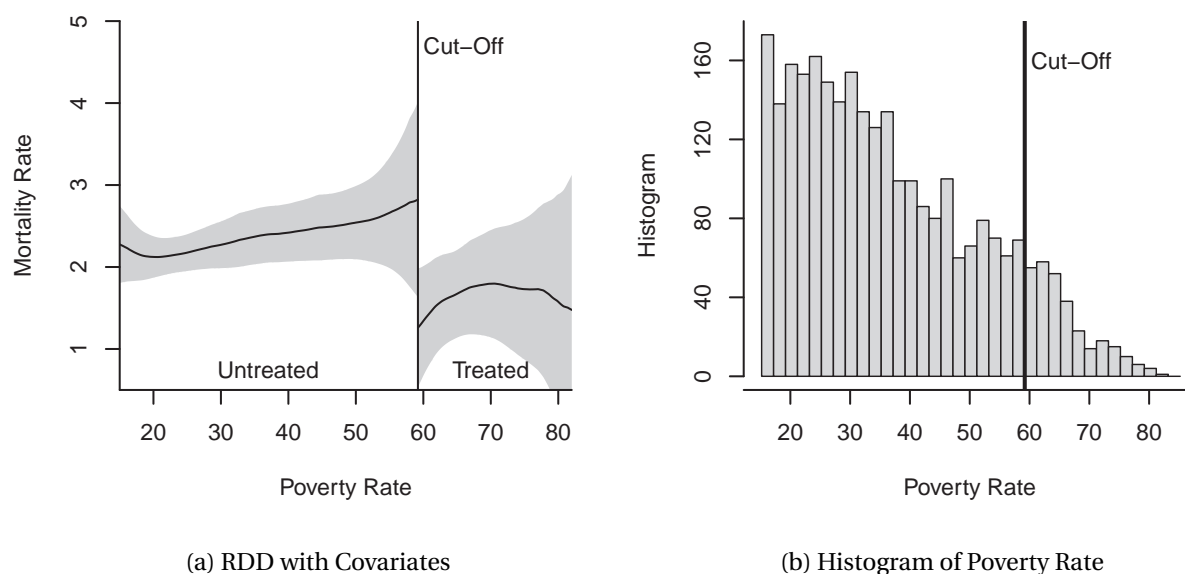 5
4
3
2
1
Mortality Rate
Cut–Off
Untreated
Treated
20 30 40 50 60 70 80
Poverty Rate
(a) RDD with Covariates
160
120
80
40
0
Histogram
Cut–Off
20 30 40 50 60 70 80
Poverty Rate
(b) Histogram of Poverty Rate